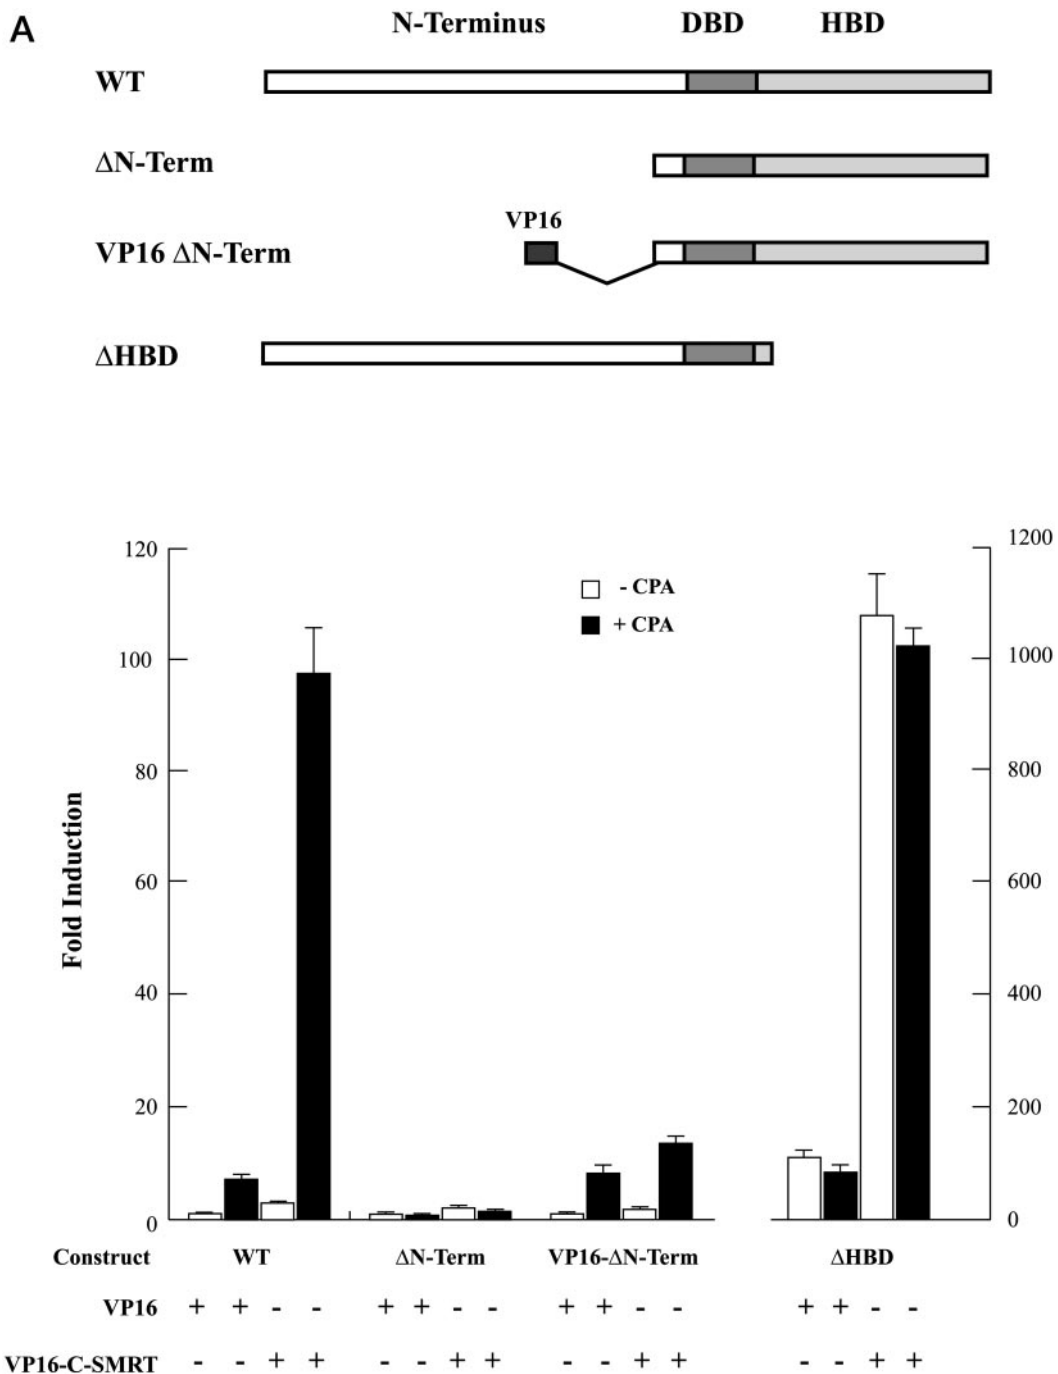 A
N-Terminus DBD HBD
WT
ΔN-Term
VP16
VP16 ΔN-Term
ΔHBD
120 1200
- CPA
+ CPA
100 1000
80 800
60 600
40 400
20 200
0 0
Fold Induction
Construct WT ΔN-Term VP16-ΔN-Term ΔHBD
VP16 + + - - + + - - + + - - + + - -
VP16-C-SMRT - - + + - - + + - - + + - - + +